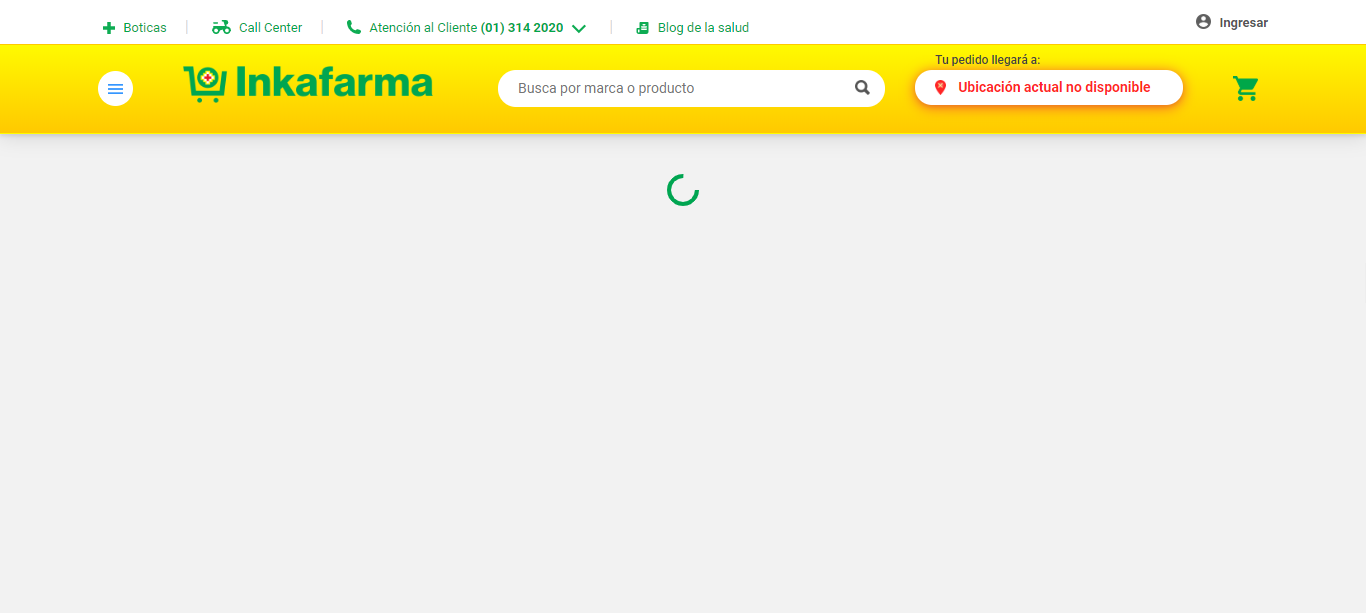 Boticas
Call Center
Atención al Cliente (01) 314 2020
Blog de la salud
Ingresar
Inkafarma
Busca por marca o producto
Tu pedido llegará a:
Ubicación actual no disponible